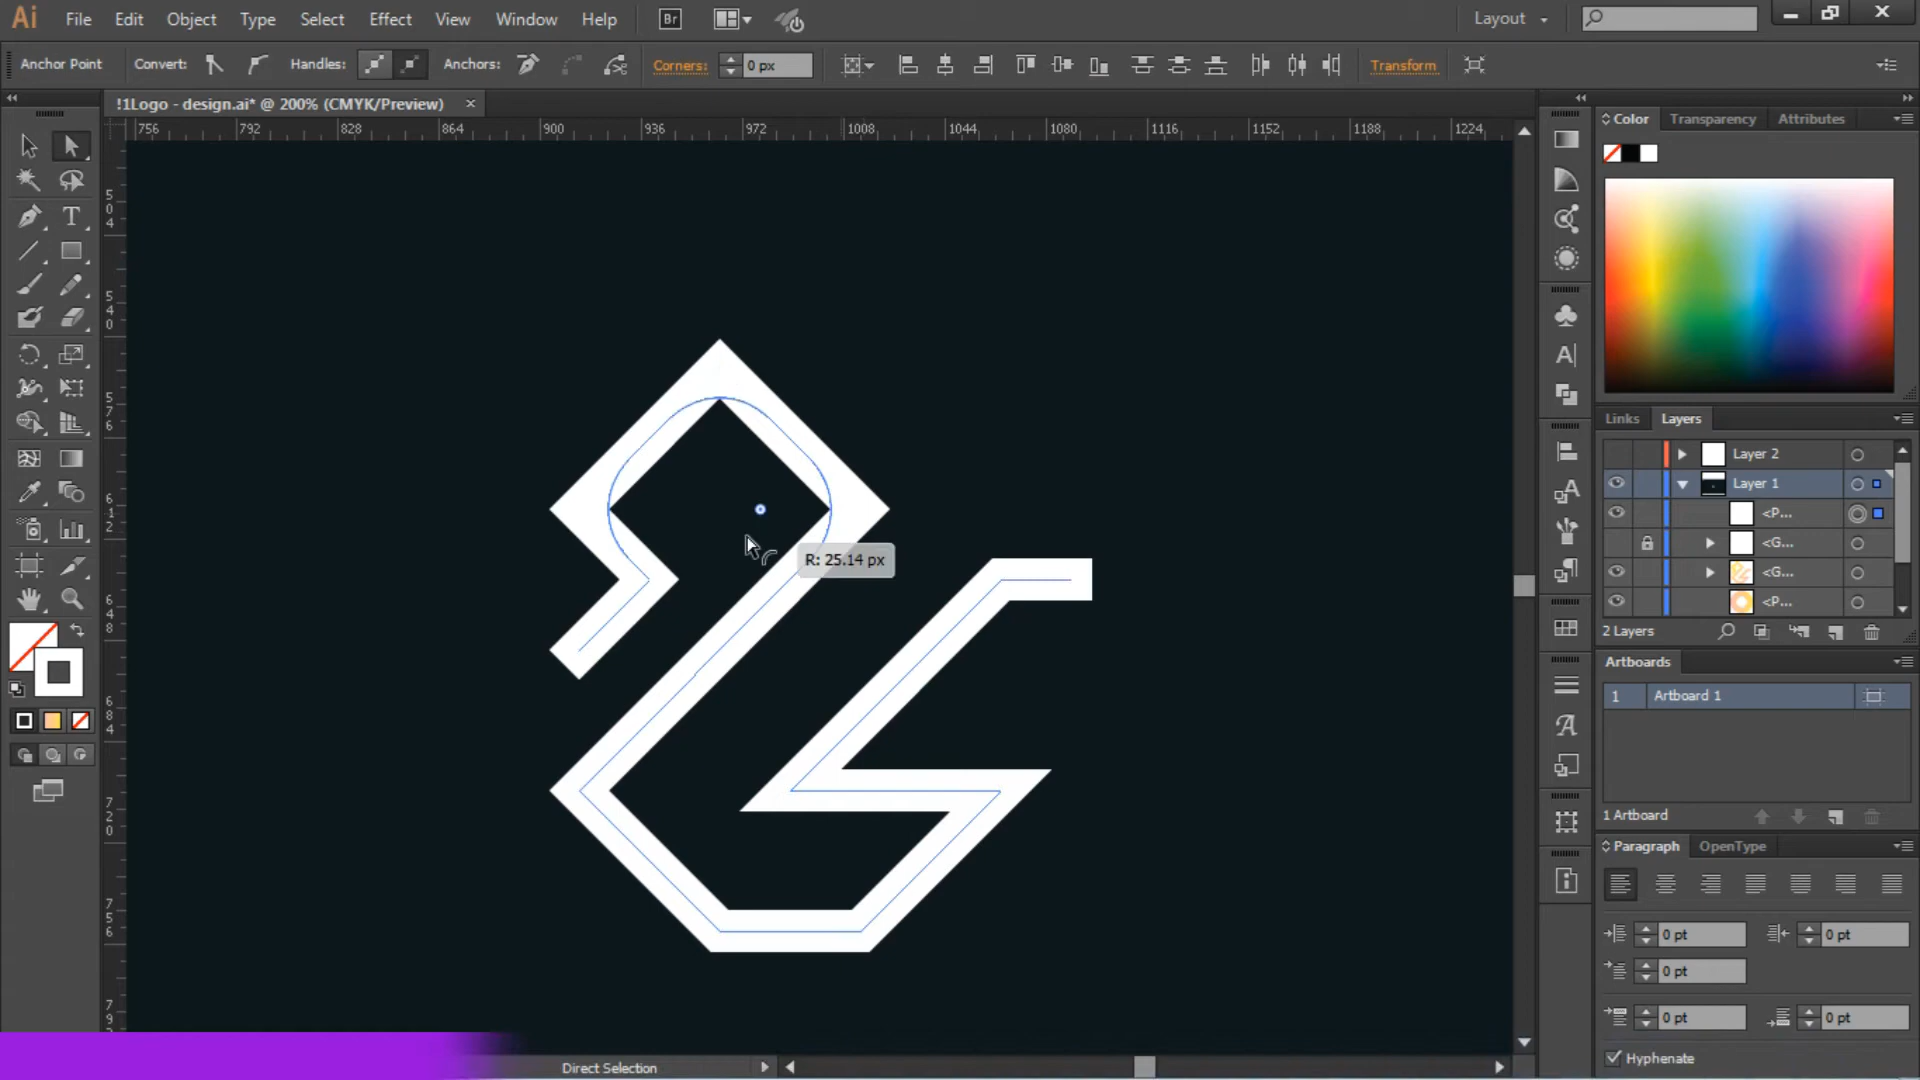 Ai File Edit Object Type Select Effect View Window Help Br Layout
Anchor Point Convert: Handles: Anchors: Corners: 0 px Transform
!1Logo - design.ai* @ 200% (CMYK/Preview) ×
756 792 828 864 900 936 972 1008 1044 1080 1116 1152 1188 1224
504
540
576
612
648
684
720
756
79
R: 25.14 px
Color Transparency Attributes
Links Layers
Layer 2
Layer 1
<P...
<G...
<G...
<P...
2 Layers
Artboards
1 Artboard 1
1 Artboard
Paragraph OpenType
0 pt 0 pt
0 pt
0 pt 0 pt
Hyphenate
Direct Selection